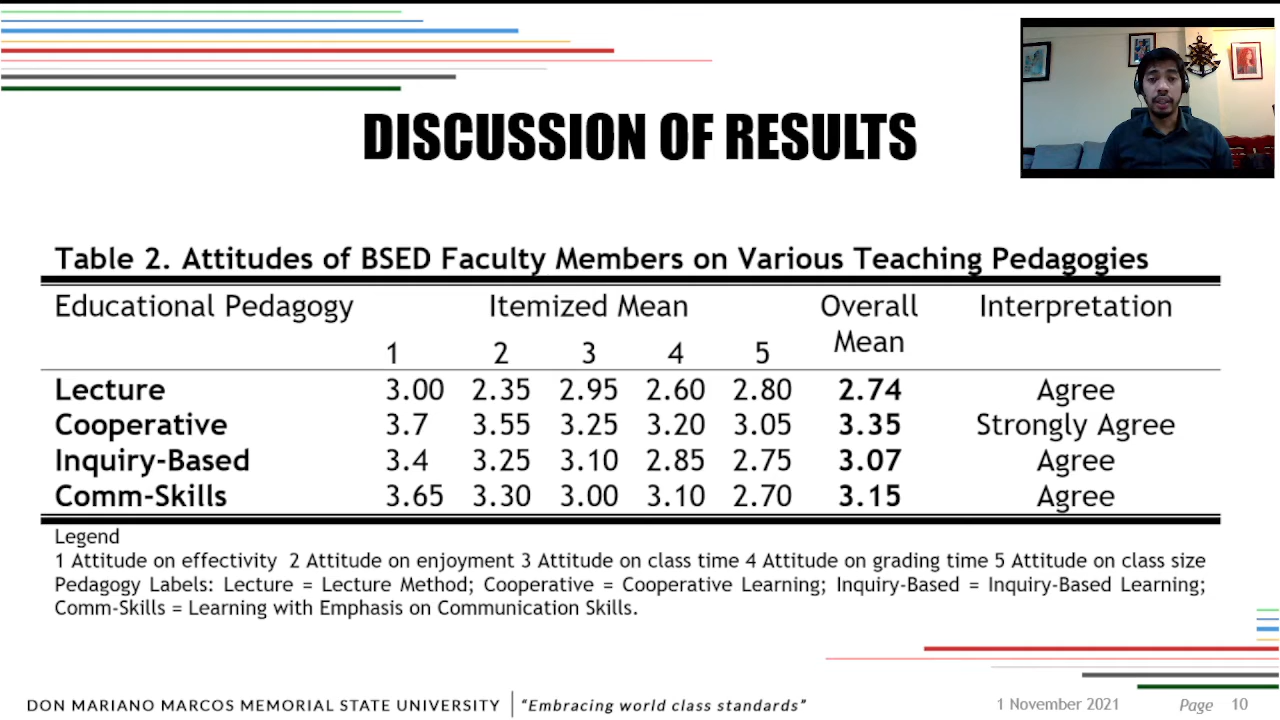 DISCUSSION OF RESULTS
Table 2. Attitudes of BSED Faculty Members on Various Teaching Pedagogies
Educational Pedagogy Itemized Mean Overall Mean Interpretation
1 2 3 4 5
Lecture 3.00 2.35 2.95 2.60 2.80 2.74 Agree
Cooperative 3.7 3.55 3.25 3.20 3.05 3.35 Strongly Agree
Inquiry-Based 3.4 3.25 3.10 2.85 2.75 3.07 Agree
Comm-Skills 3.65 3.30 3.00 3.10 2.70 3.15 Agree
Legend
1 Attitude on effectivity 2 Attitude on enjoyment 3 Attitude on class time 4 Attitude on grading time 5 Attitude on class size
Pedagogy Labels: Lecture = Lecture Method; Cooperative = Cooperative Learning; Inquiry-Based = Inquiry-Based Learning;
Comm-Skills = Learning with Emphasis on Communication Skills.
DON MARIANO MARCOS MEMORIAL STATE UNIVERSITY "Embracing world class standards" 1 November 2021 Page 10